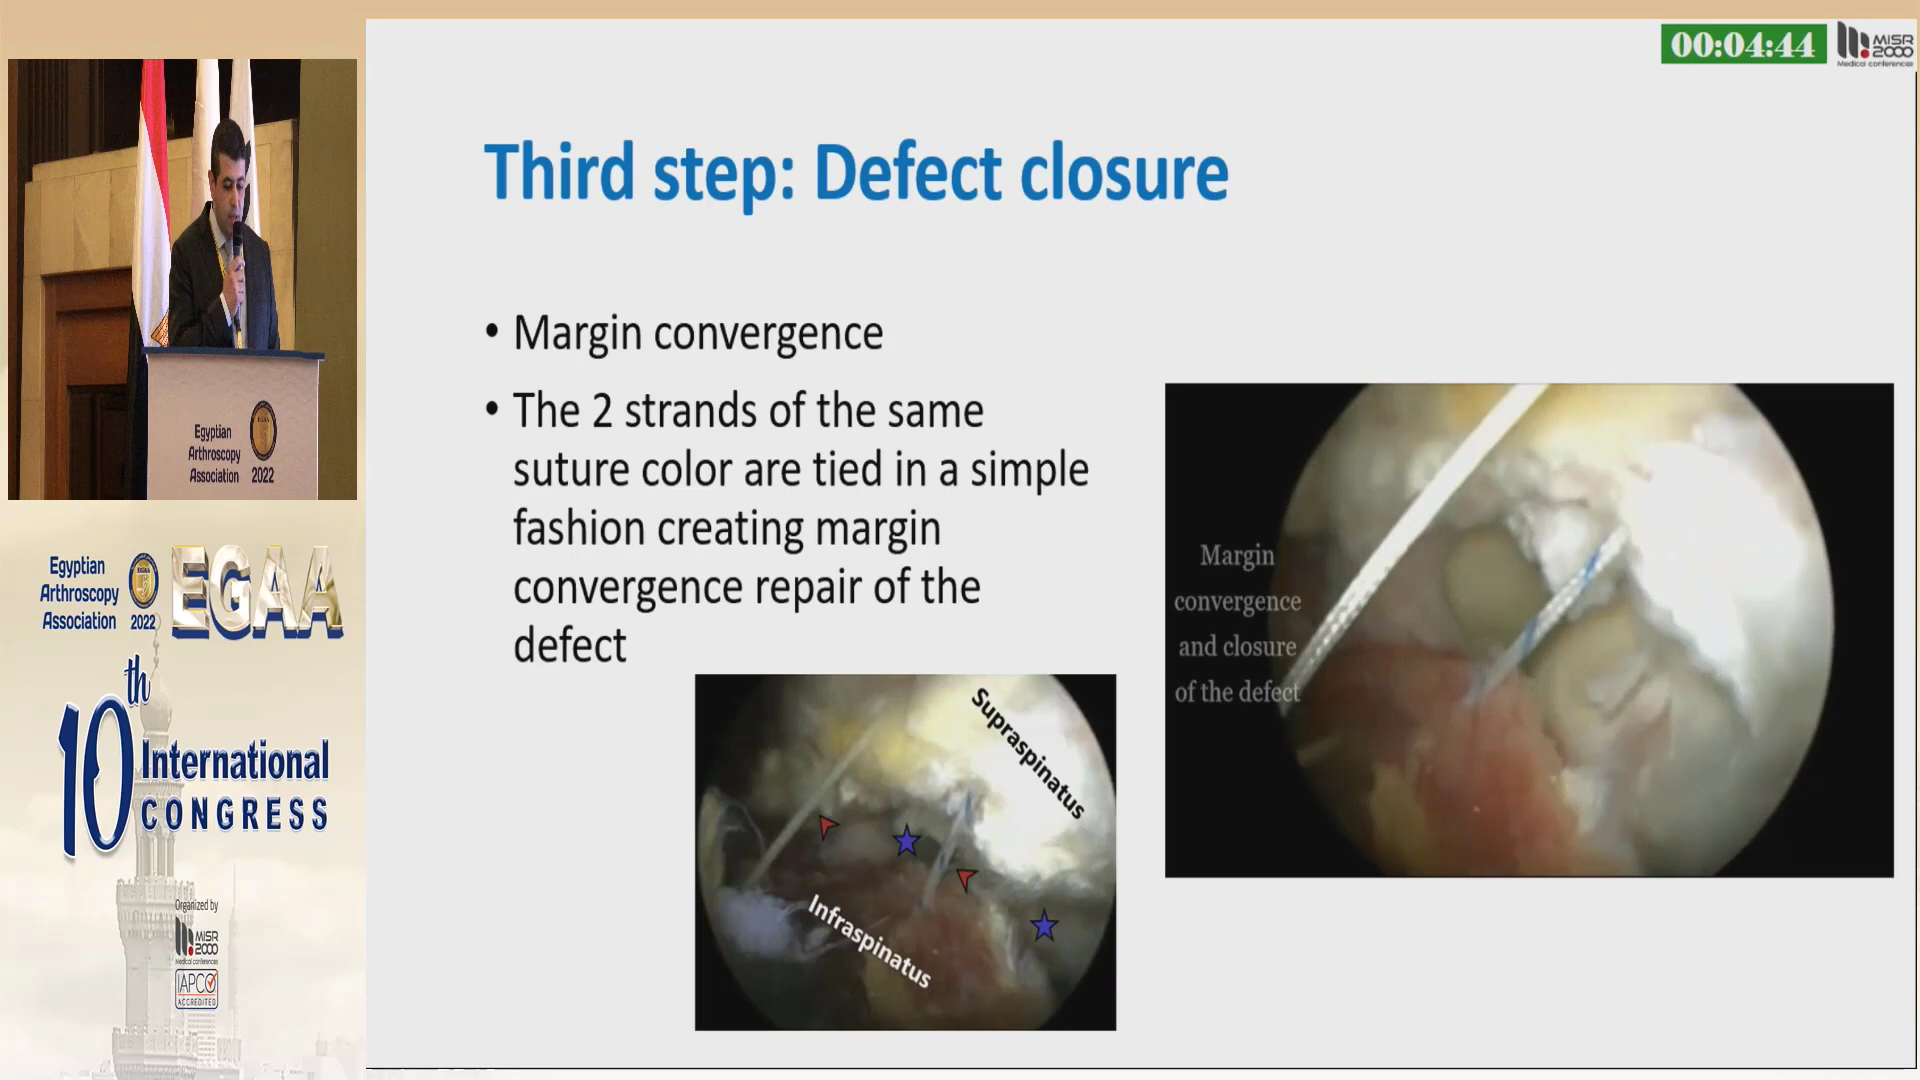 00:04:44
MISR
2000
Medical conferences
Third step: Defect closure
• Margin convergence
• The 2 strands of the same
suture color are tied in a simple
fashion creating margin
convergence repair of the
defect
Margin
convergence
and closure
of the defect
Supraspinatus
Infraspinatus
Egyptian
Arthroscopy
Association 2022
Egyptian
Arthroscopy
Association 2022
EGAA
10th
International
CONGRESS
Organized by
MISR
2000
Medical conferences
IAPCO
ACCREDITED